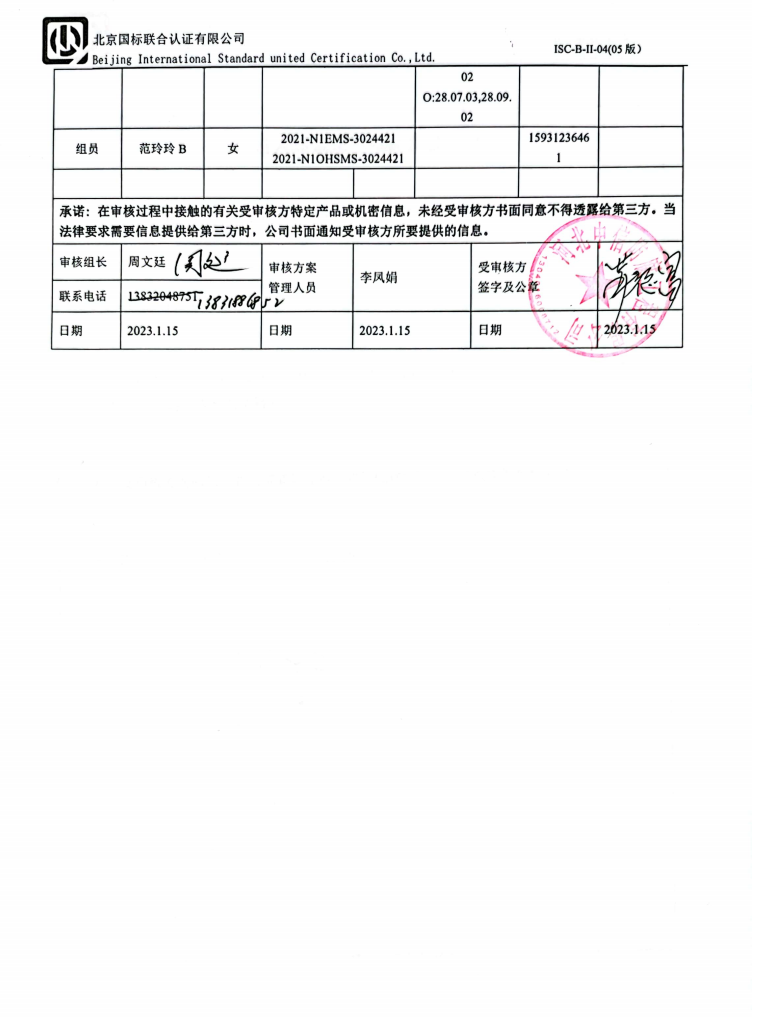 北京国标联合认证有限公司
ISC-B-II-04(05 版)
Beijing International Standard united Certification Co.,Ltd.
02
O:28.07.03,28.09.
02
组员 范玲玲 B 女 2021-N1EMS-3024421 1593123646
2021-N1OHSMS-3024421 1
承诺: 在审核过程中接触的有关受审核方特定产品或机密信息,未经受审核方书面同意不得透露给第三方。当
法律要求需要信息提供给第三方时,公司书面通知受审核方所要提供的信息。
审核组长 周文廷 审核方案 李凤娟 受审核方
管理人员 签字及公章
联系电话 13832048751 13831886852
日期 2023.1.15 日期 2023.1.15 日期 2023.1.15